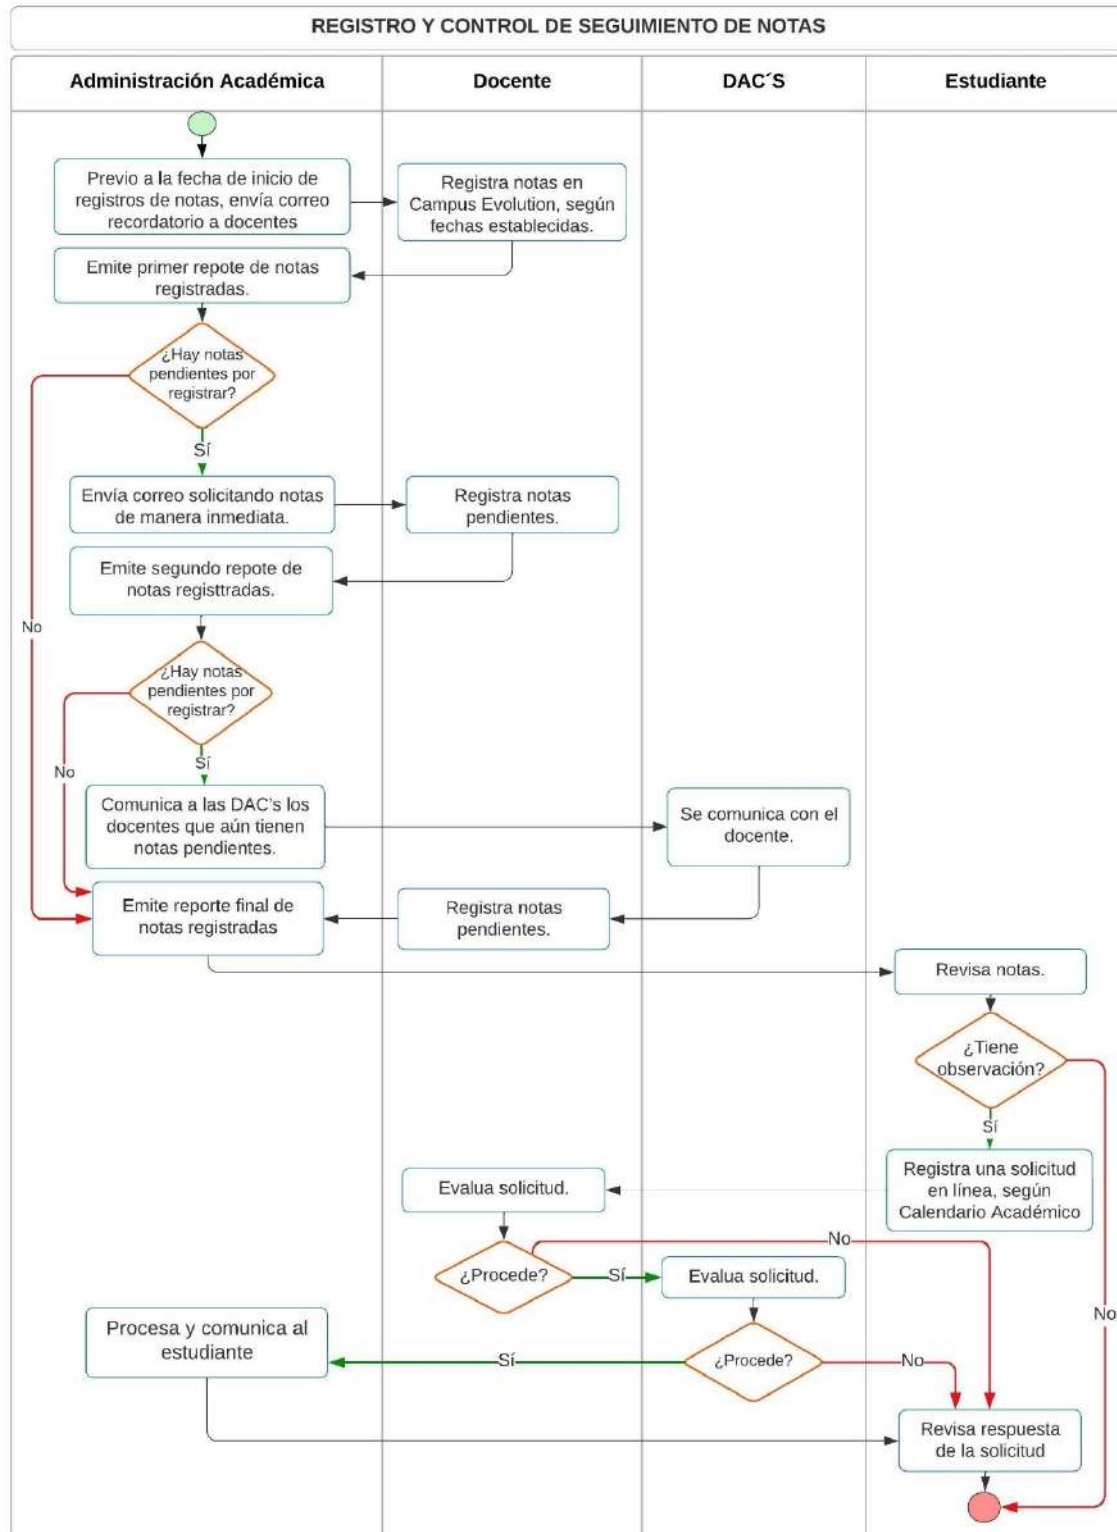 REGISTRO Y CONTROL DE SEGUIMIENTO DE NOTAS
Administración Académica
Docente
DAC´S
Estudiante
Previo a la fecha de inicio de
registros de notas, envía correo
recordatorio a docentes
Registra notas en
Campus Evolution, según
fechas establecidas.
Emite primer repote de notas
registradas.
¿Hay notas
pendientes por
registrar?
Sí
Envía correo solicitando notas
de manera inmediata.
Registra notas
pendientes.
Emite segundo repote de
notas registtradas.
No
¿Hay notas
pendientes por
registrar?
Sí
No
Comunica a las DAC's los
docentes que aún tienen
notas pendientes.
Se comunica con el
docente.
Emite reporte final de
notas registradas
Registra notas
pendientes.
Revisa notas.
¿Tiene
observación?
Sí
Registra una solicitud
en línea, según
Calendario Académico
Evalua solicitud.
No
¿Procede?
Sí
Evalua solicitud.
No
Procesa y comunica al
estudiante
Sí
¿Procede?
No
Revisa respuesta
de la solicitud